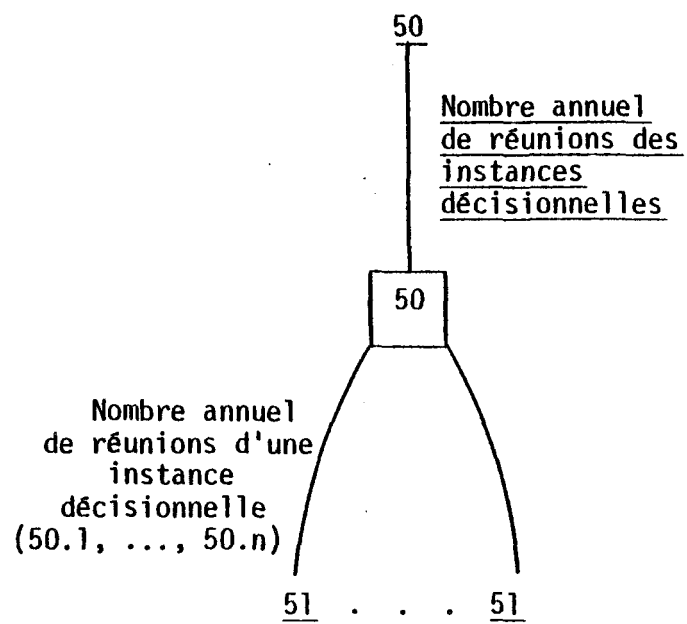 50
Nombre annuel
de réunions des
instances
décisionnelles
50
Nombre annuel
de réunions d'une
instance
décisionnelle
(50.1, ..., 50.n)
51 . . . 51